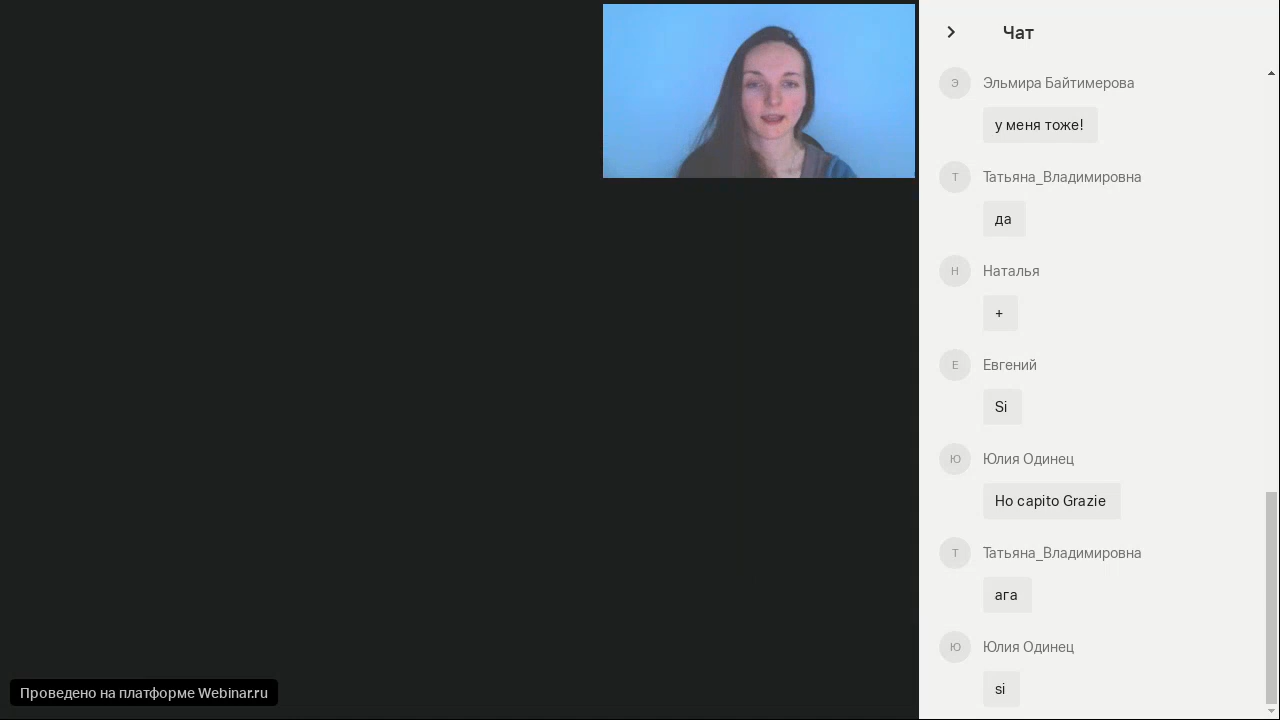 Чат
Э
Эльмира Байтимерова
у меня тоже!
Т
Татьяна_Владимировна
да
Н
Наталья
+
Е
Евгений
Si
Ю
Юлия Одинец
Ho capito Grazie
Т
Татьяна_Владимировна
ага
Ю
Юлия Одинец
si
Проведено на платформе Webinar.ru